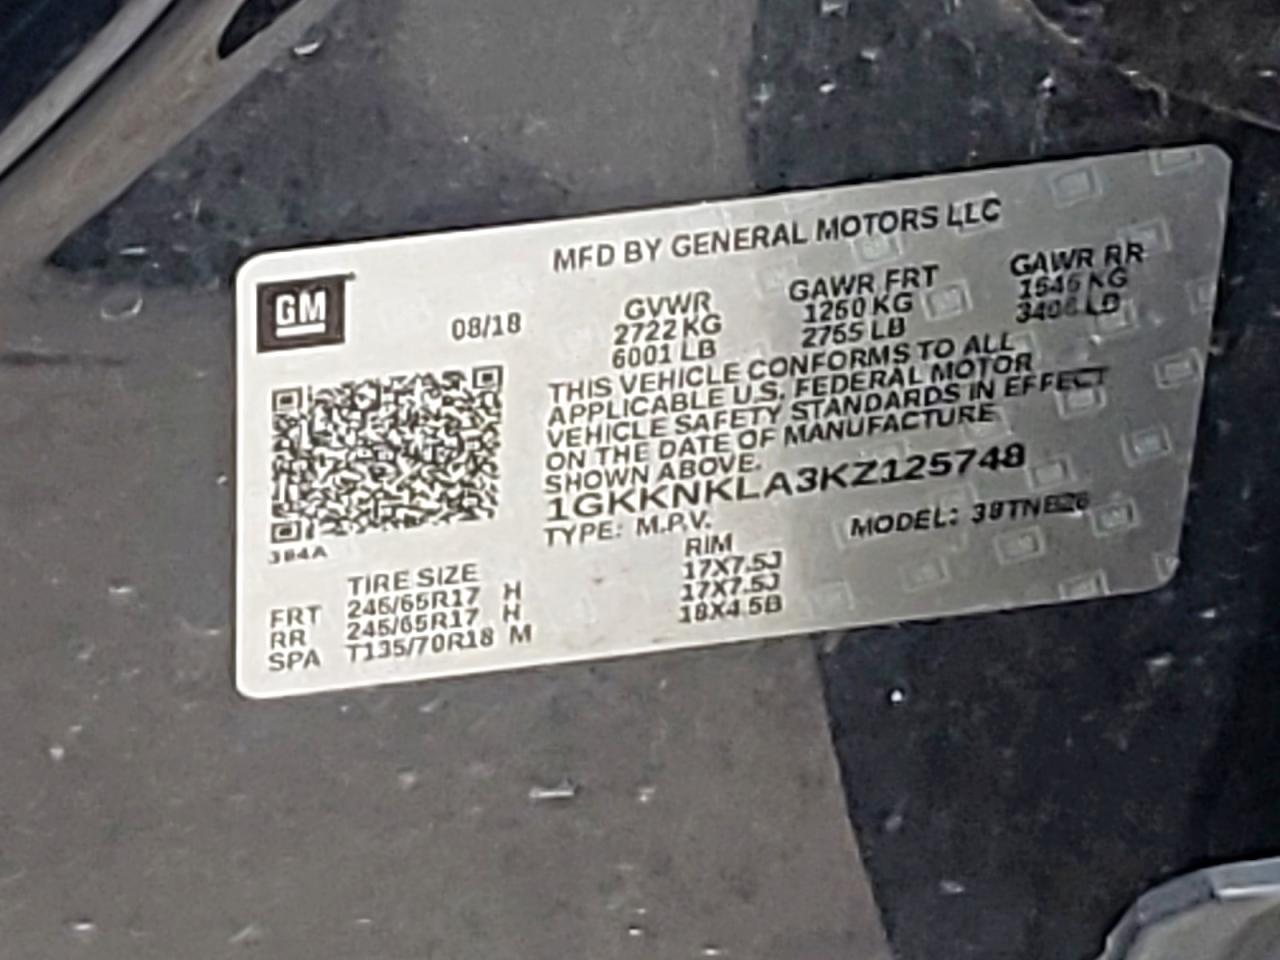 MFD BY GENERAL MOTORS LLC
GM
08/18
GVWR
2722 KG
6001 LB
GAWR FRT
1250 KG
2755 LB
GAWR RR
1545 KG
LB
THIS VEHICLE CONFORMS TO ALL
APPLICABLE U.S. FEDERAL MOTOR
VEHICLE SAFETY STANDARDS IN EFFECT
ON THE DATE OF MANUFACTURE
SHOWN ABOVE.
1GKKNKLA3KZ125748
TYPE: M.P.V.
MODEL:
384A
TIRE SIZE
RIM
FRT 245/65R17 H 17X7.5J
RR 245/65R17 H 17X7.5J
SPA T135/70R18 M 18X4.5B